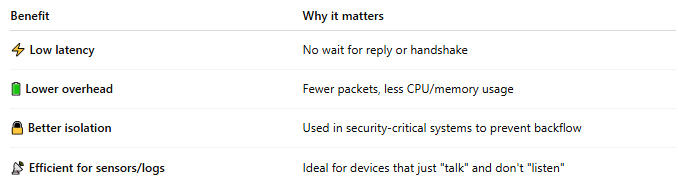 Benefit Why it matters
⚡ Low latency No wait for reply or handshake
🔋 Lower overhead Fewer packets, less CPU/memory usage
🔒 Better isolation Used in security-critical systems to prevent backflow
📡 Efficient for sensors/logs Ideal for devices that just "talk" and don't "listen"